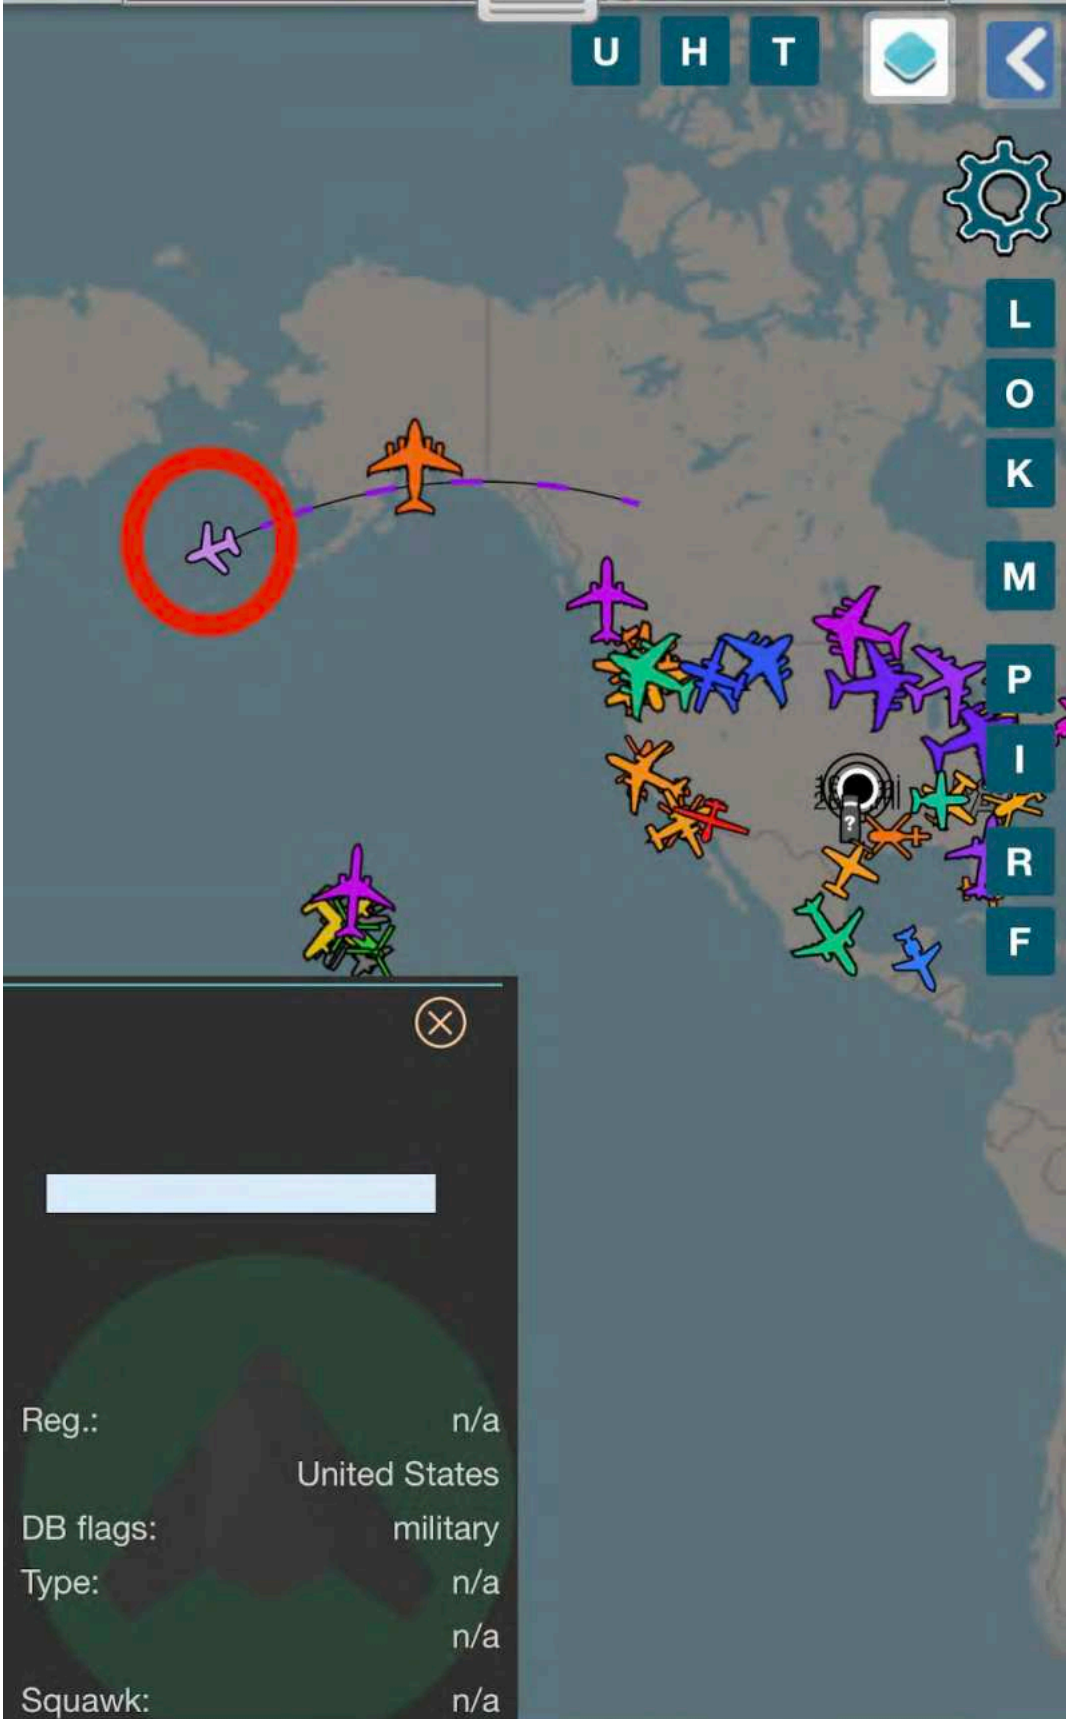 U H T
L
O
K
M
P
I
?
R
F
Reg.: n/a
United States
DB flags: military
Type: n/a
n/a
Squawk: n/a